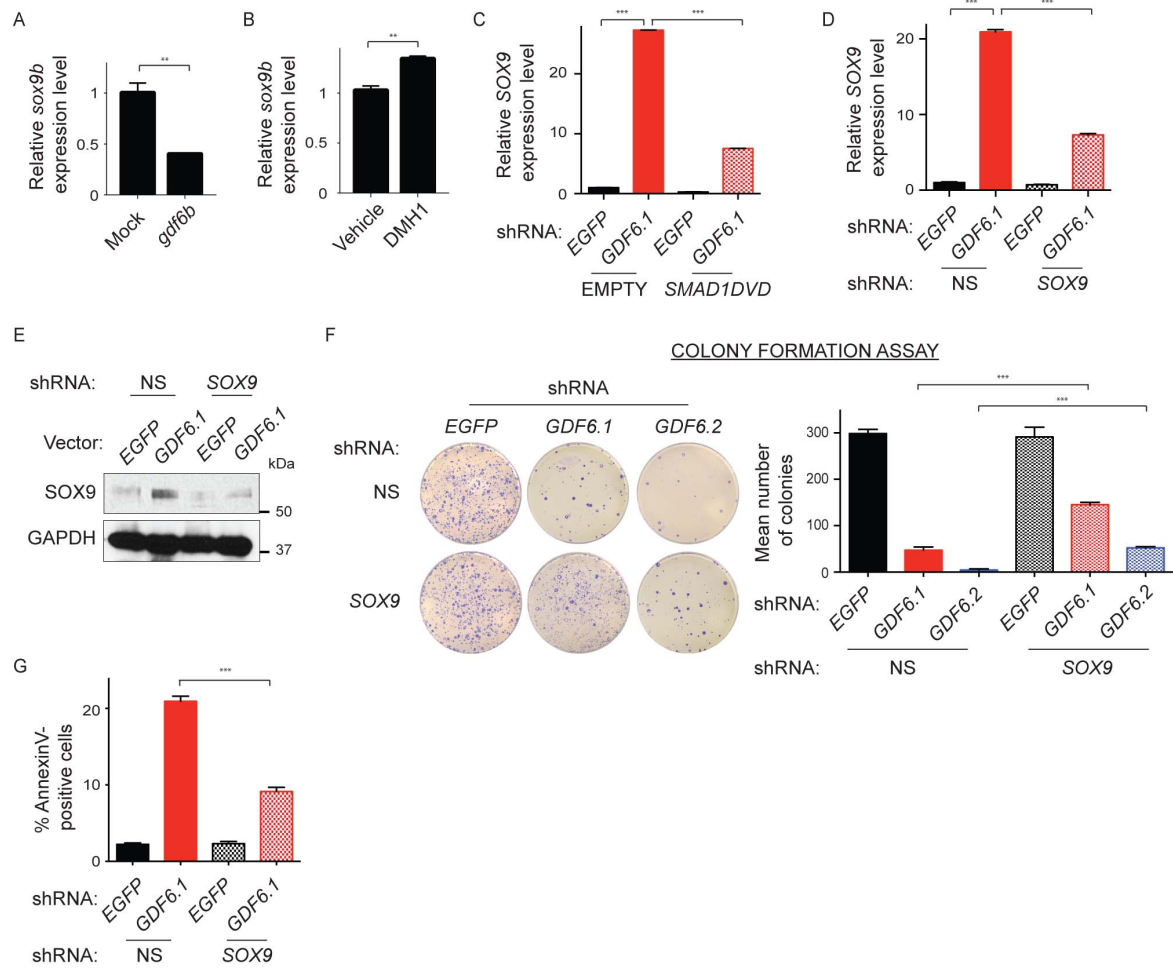 A
Relative sox9b
expression level
**
1
0.5
0
Mock
gdf6b
B
Relative sox9b
expression level
**
1
0.5
0
Vehicle
DMH1
C
Relative SOX9
expression level
***
***
20
10
0
shRNA:
EGFP
GDF6.1
EGFP
GDF6.1
EMPTY
SMAD1DVD
D
Relative SOX9
expression level
***
***
20
10
0
shRNA:
EGFP
GDF6.1
EGFP
GDF6.1
shRNA:
NS
SOX9
E
shRNA:
NS
SOX9
Vector:
EGFP
GDF6.1
EGFP
GDF6.1
kDa
SOX9
50
GAPDH
37
F
COLONY FORMATION ASSAY
shRNA
EGFP
GDF6.1
GDF6.2
shRNA:
NS
SOX9
Mean number
of colonies
***
***
300
200
100
0
shRNA:
EGFP
GDF6.1
GDF6.2
EGFP
GDF6.1
GDF6.2
shRNA:
NS
SOX9
G
% AnnexinV-
positive cells
***
20
10
0
shRNA:
EGFP
GDF6.1
EGFP
GDF6.1
shRNA:
NS
SOX9